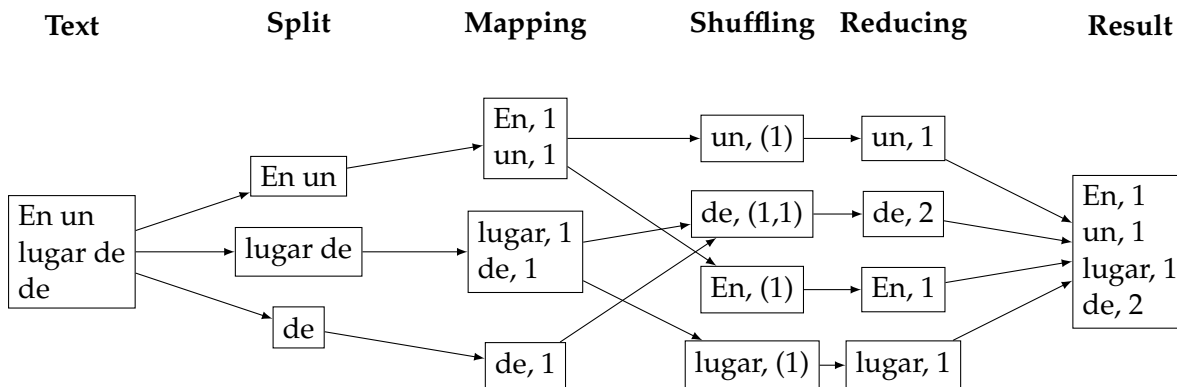 Text
Split
Mapping
Shuffling
Reducing
Result
En un
lugar de
de
En un
lugar de
de
En, 1
un, 1
lugar, 1
de, 1
de, 1
un, (1)
de, (1,1)
En, (1)
lugar, (1)
un, 1
de, 2
En, 1
lugar, 1
En, 1
un, 1
lugar, 1
de, 2